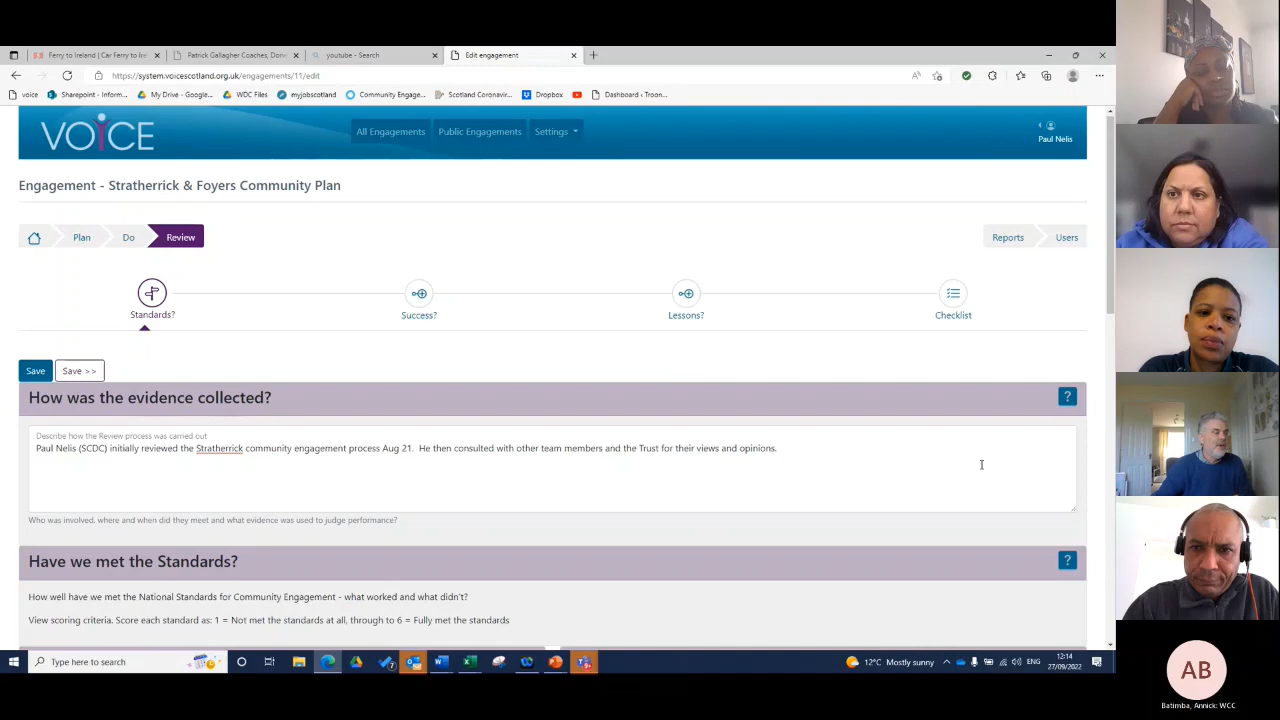 Ferry to Ireland | Car Ferry to Ire
Patrick Gallagher Coaches, Done
youtube - Search
Edit engagement
https://system.voicescotland.org.uk/engagements/11/edit
voice
Sharepoint - Inform...
My Drive - Google...
WDC Files
myjobscotland
Community Engage...
Scotland Coronavir...
Dropbox
Dashboard ‹ Troon...
VOiCE
All Engagements
Public Engagements
Settings
Paul Nelis
Engagement - Stratherrick & Foyers Community Plan
Plan
Do
Review
Reports
Users
Standards?
Success?
Lessons?
Checklist
Save
Save >>
How was the evidence collected?
?
Describe how the Review process was carried out
Paul Nelis (SCDC) initially reviewed the Stratherrick community engagement process Aug 21. He then consulted with other team members and the Trust for their views and opinions.
Who was involved, where and when did they meet and what evidence was used to judge performance?
Have we met the Standards?
?
How well have we met the National Standards for Community Engagement - what worked and what didn't?
View scoring criteria. Score each standard as: 1 = Not met the standards at all, through to 6 = Fully met the standards
Type here to search
12°C Mostly sunny
ENG
12:14
27/09/2022
AB
Batimba, Annick: WCC